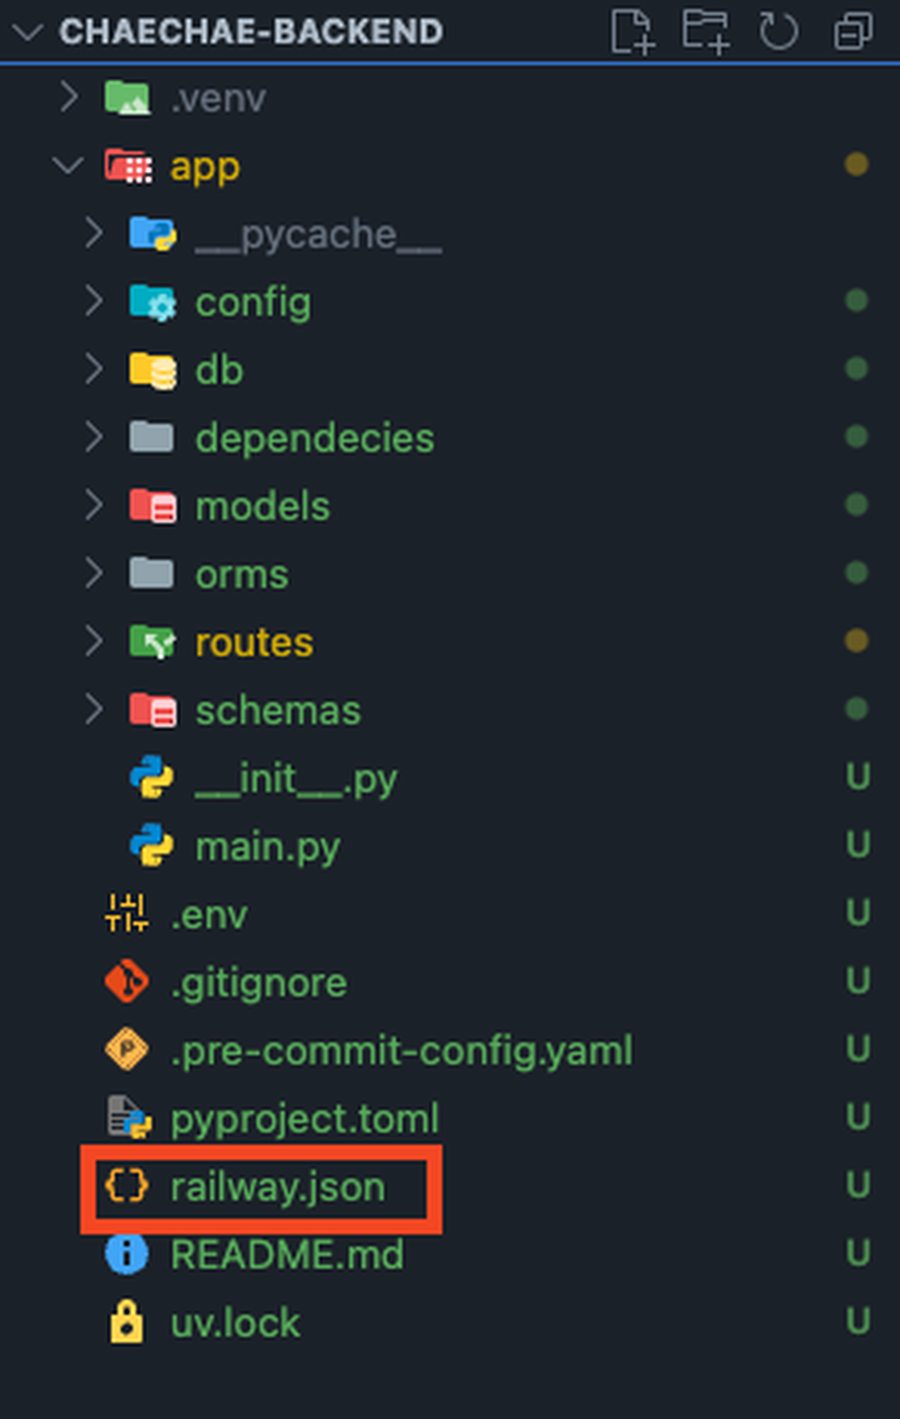 CHAECHAE-BACKEND
.venv
app
__pycache__
config
db
dependecies
models
orms
routes
schemas
__init__.py U
main.py U
.env U
.gitignore U
.pre-commit-config.yaml U
pyproject.toml U
railway.json U
README.md U
uv.lock U